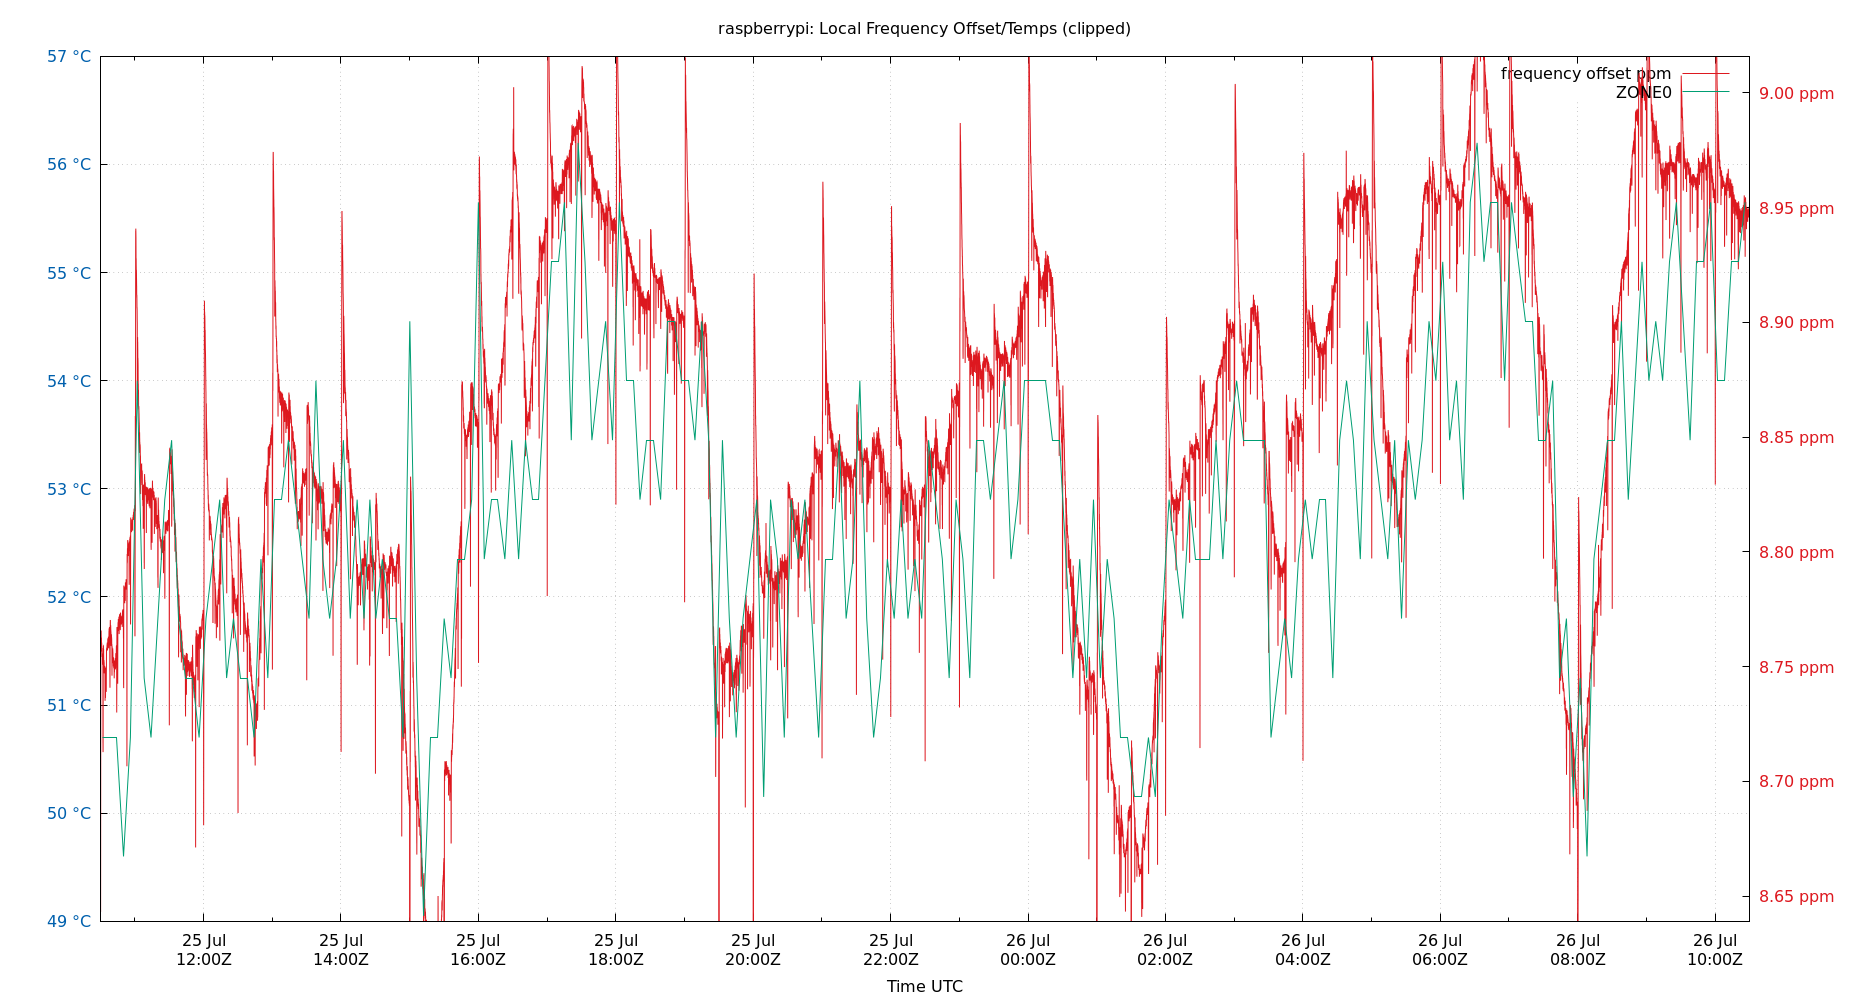 raspberrypi: Local Frequency Offset/Temps (clipped)
frequency offset ppm
ZONE0
57 °C
56 °C
55 °C
54 °C
53 °C
52 °C
51 °C
50 °C
49 °C
9.00 ppm
8.95 ppm
8.90 ppm
8.85 ppm
8.80 ppm
8.75 ppm
8.70 ppm
8.65 ppm
25 Jul
12:00Z
25 Jul
14:00Z
25 Jul
16:00Z
25 Jul
18:00Z
25 Jul
20:00Z
25 Jul
22:00Z
26 Jul
00:00Z
26 Jul
02:00Z
26 Jul
04:00Z
26 Jul
06:00Z
26 Jul
08:00Z
26 Jul
10:00Z
Time UTC